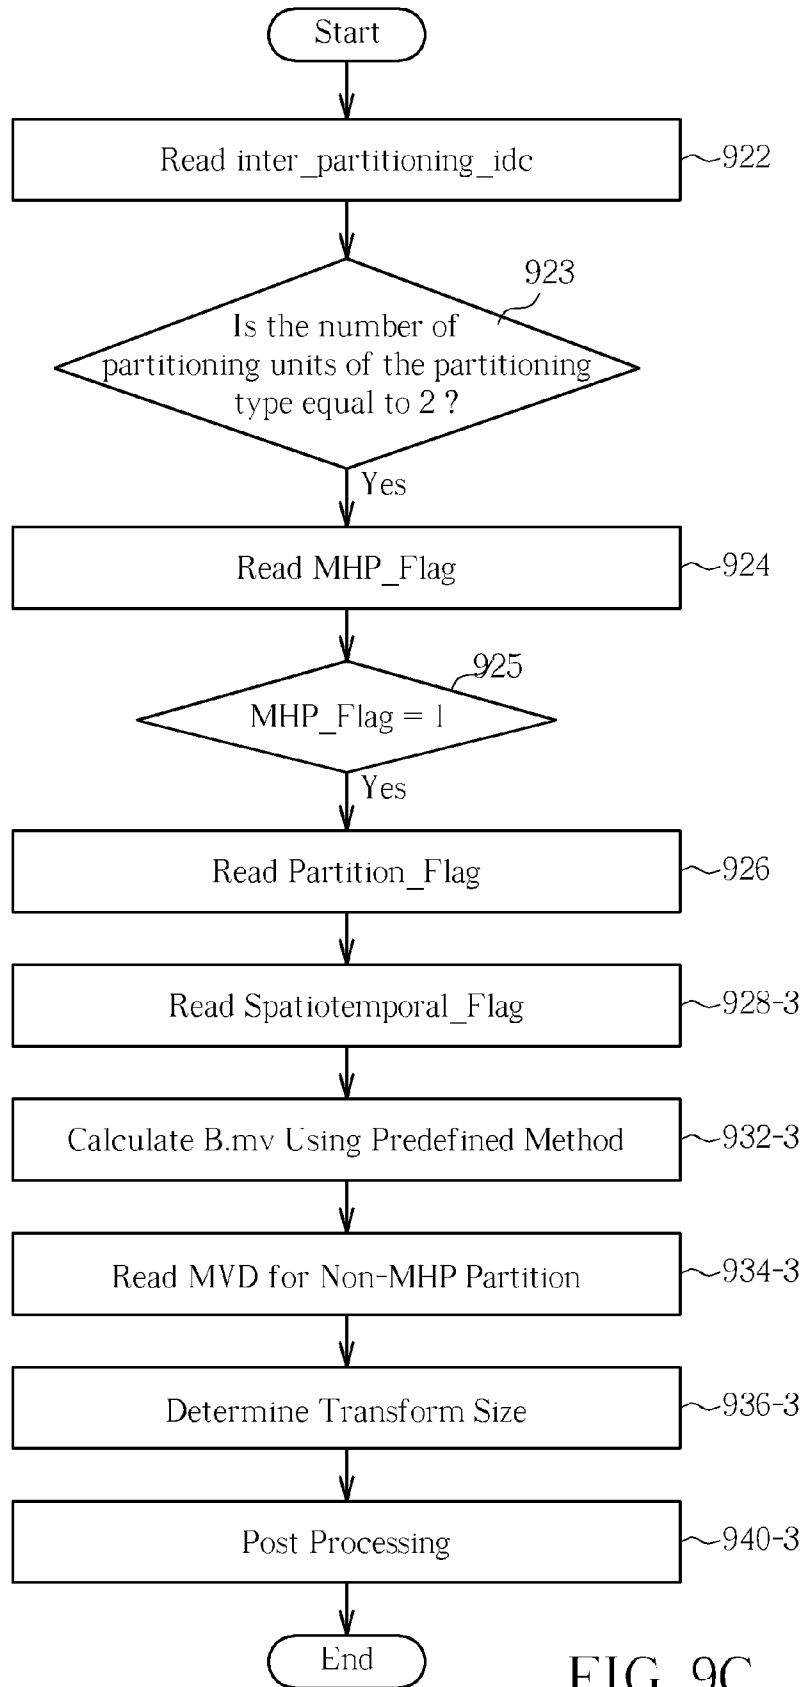 Start
Read inter_partitioning_idc
922
923
Is the number of
partitioning units of the partitioning
type equal to 2 ?
Yes
Read MHP_Flag
924
925
MHP_Flag = 1
Yes
Read Partition_Flag
926
Read Spatiotemporal_Flag
928-3
Calculate B.mv Using Predefined Method
932-3
Read MVD for Non-MHP Partition
934-3
Determine Transform Size
936-3
Post Processing
940-3
End
FIG. 9C